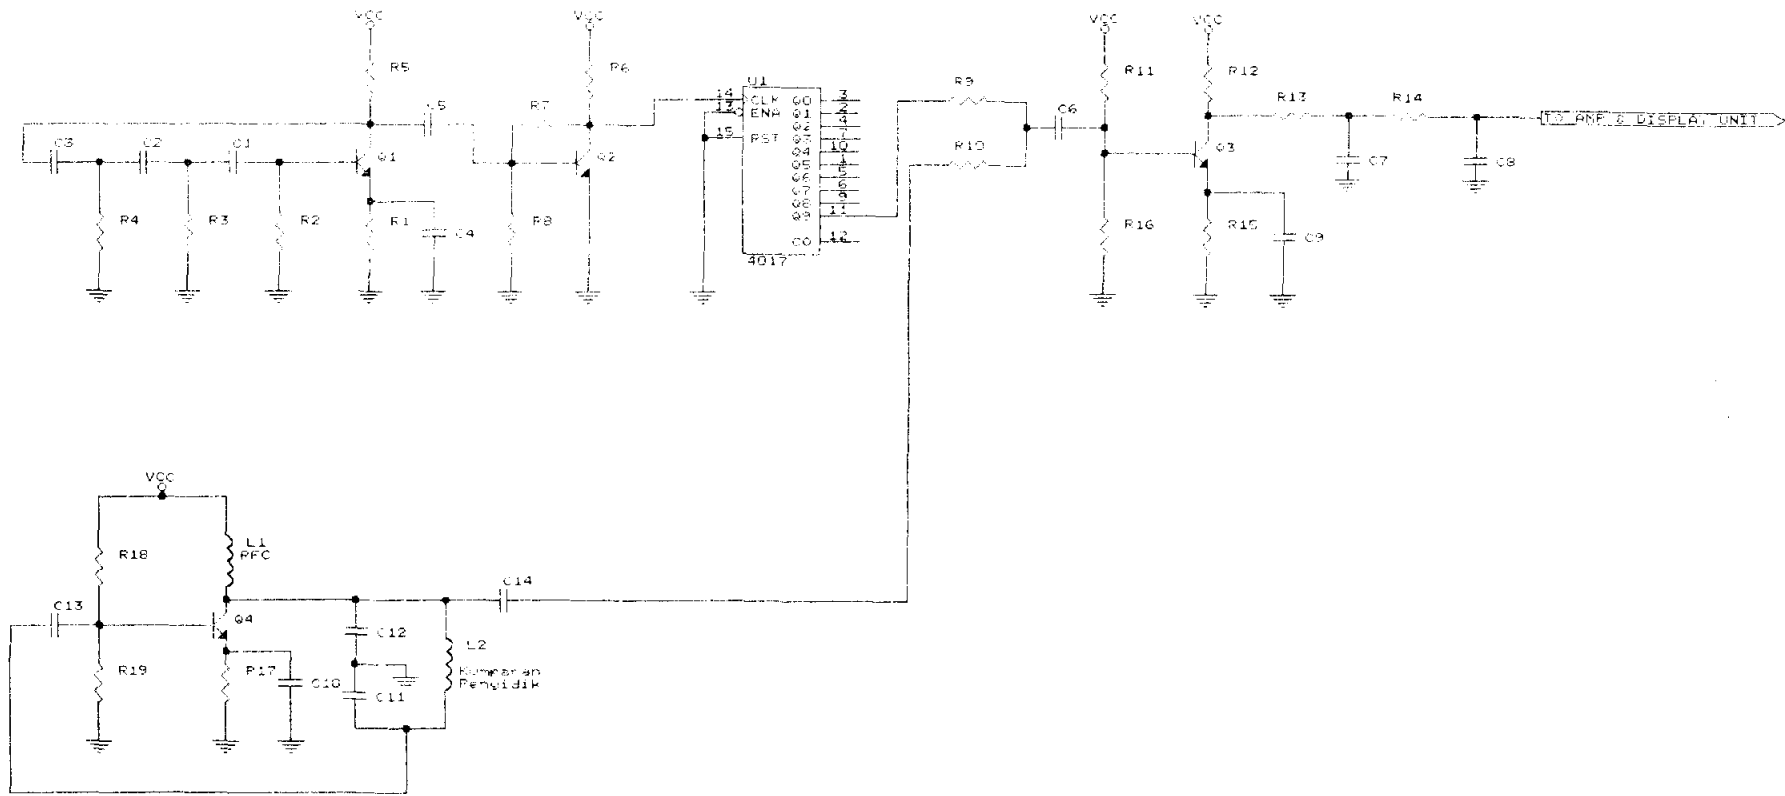 VCC
VCC
VCC
VCC
R5
R6
R11
R12
U1
R9
C5
R7
14
CLK
Q0
3
13
ENA
Q1
2
Q2
4
15
RST
Q3
Q4
10
Q5
Q6
5
Q7
6
Q8
9
Q9
11
CO
12
4017
C6
R13
R14
TO AMP & DISPLAY UNIT
C3
C2
C1
Q1
Q2
R10
Q3
C7
C8
R4
R3
R2
R1
C4
R8
R16
R15
C9
VCC
R18
L1
RFC
C14
C13
Q4
C12
L2
R19
R17
C10
C11
Kumparan
Penyidik